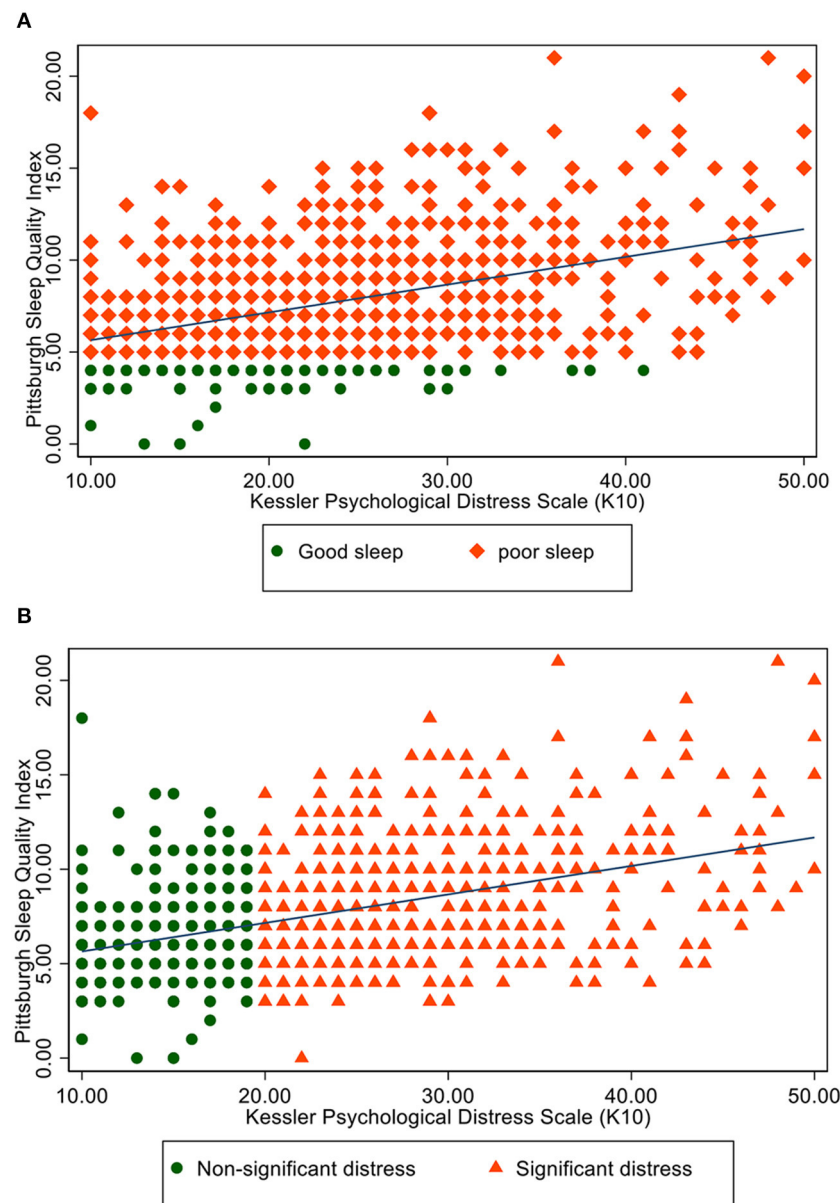 A
Pittsburgh Sleep Quality Index
20.00
15.00
10.00
5.00
0.00
10.00 20.00 30.00 40.00 50.00
Kessler Psychological Distress Scale (K10)
Good sleep poor sleep
B
Pittsburgh Sleep Quality Index
20.00
15.00
10.00
5.00
0.00
10.00 20.00 30.00 40.00 50.00
Kessler Psychological Distress Scale (K10)
Non-significant distress Significant distress